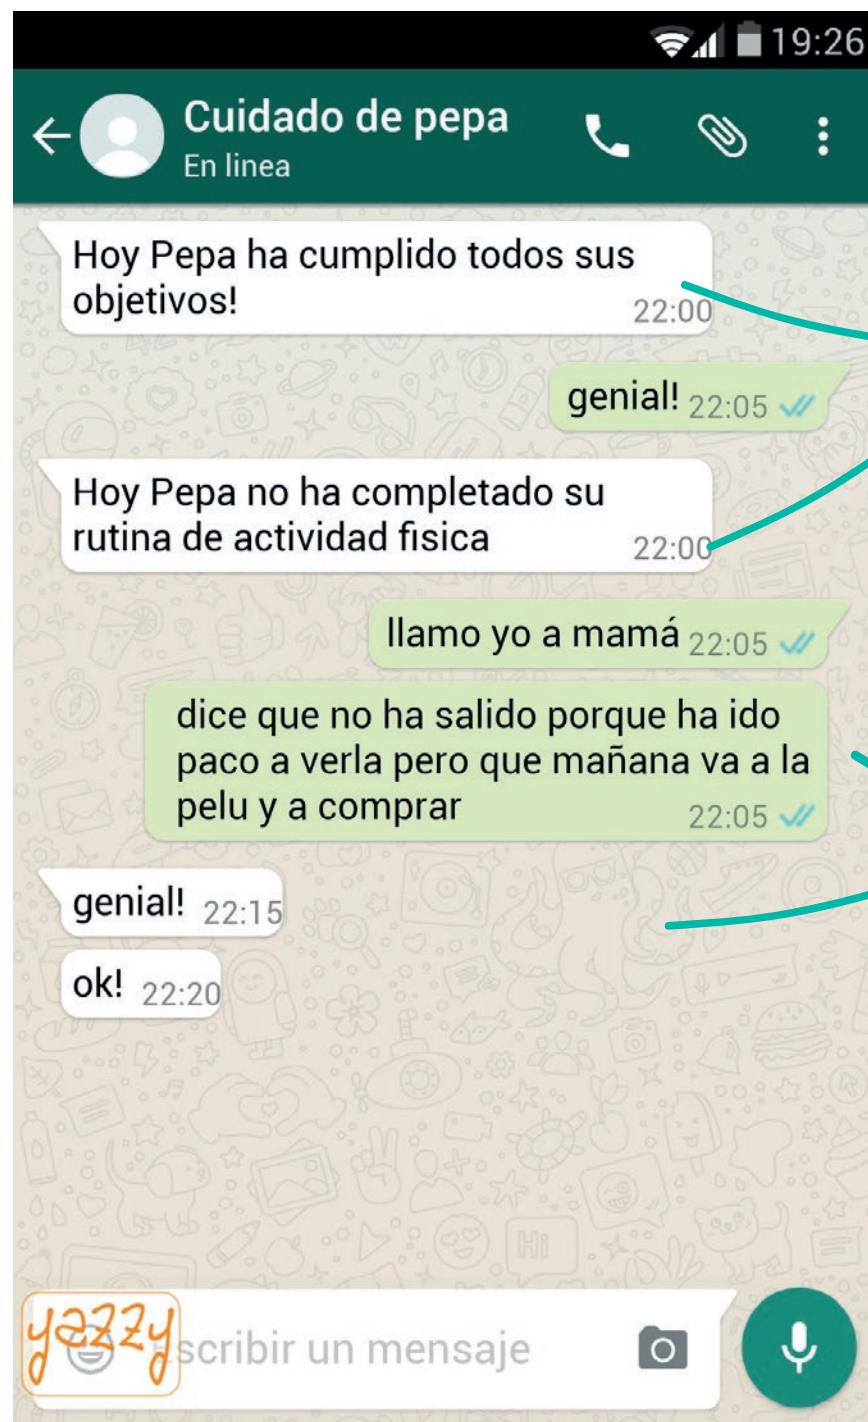 19:26
Cuidado de pepa
En linea
Hoy Pepa ha cumplido todos sus
objetivos!
22:00
genial! 22:05
Hoy Pepa no ha completado su
rutina de actividad fisica
22:00
llamo yo a mamá 22:05
dice que no ha salido porque ha ido
paco a verla pero que mañana va a la
pelu y a comprar
22:05
genial! 22:15
ok! 22:20
Hi
yazzy
scribir un mensaje